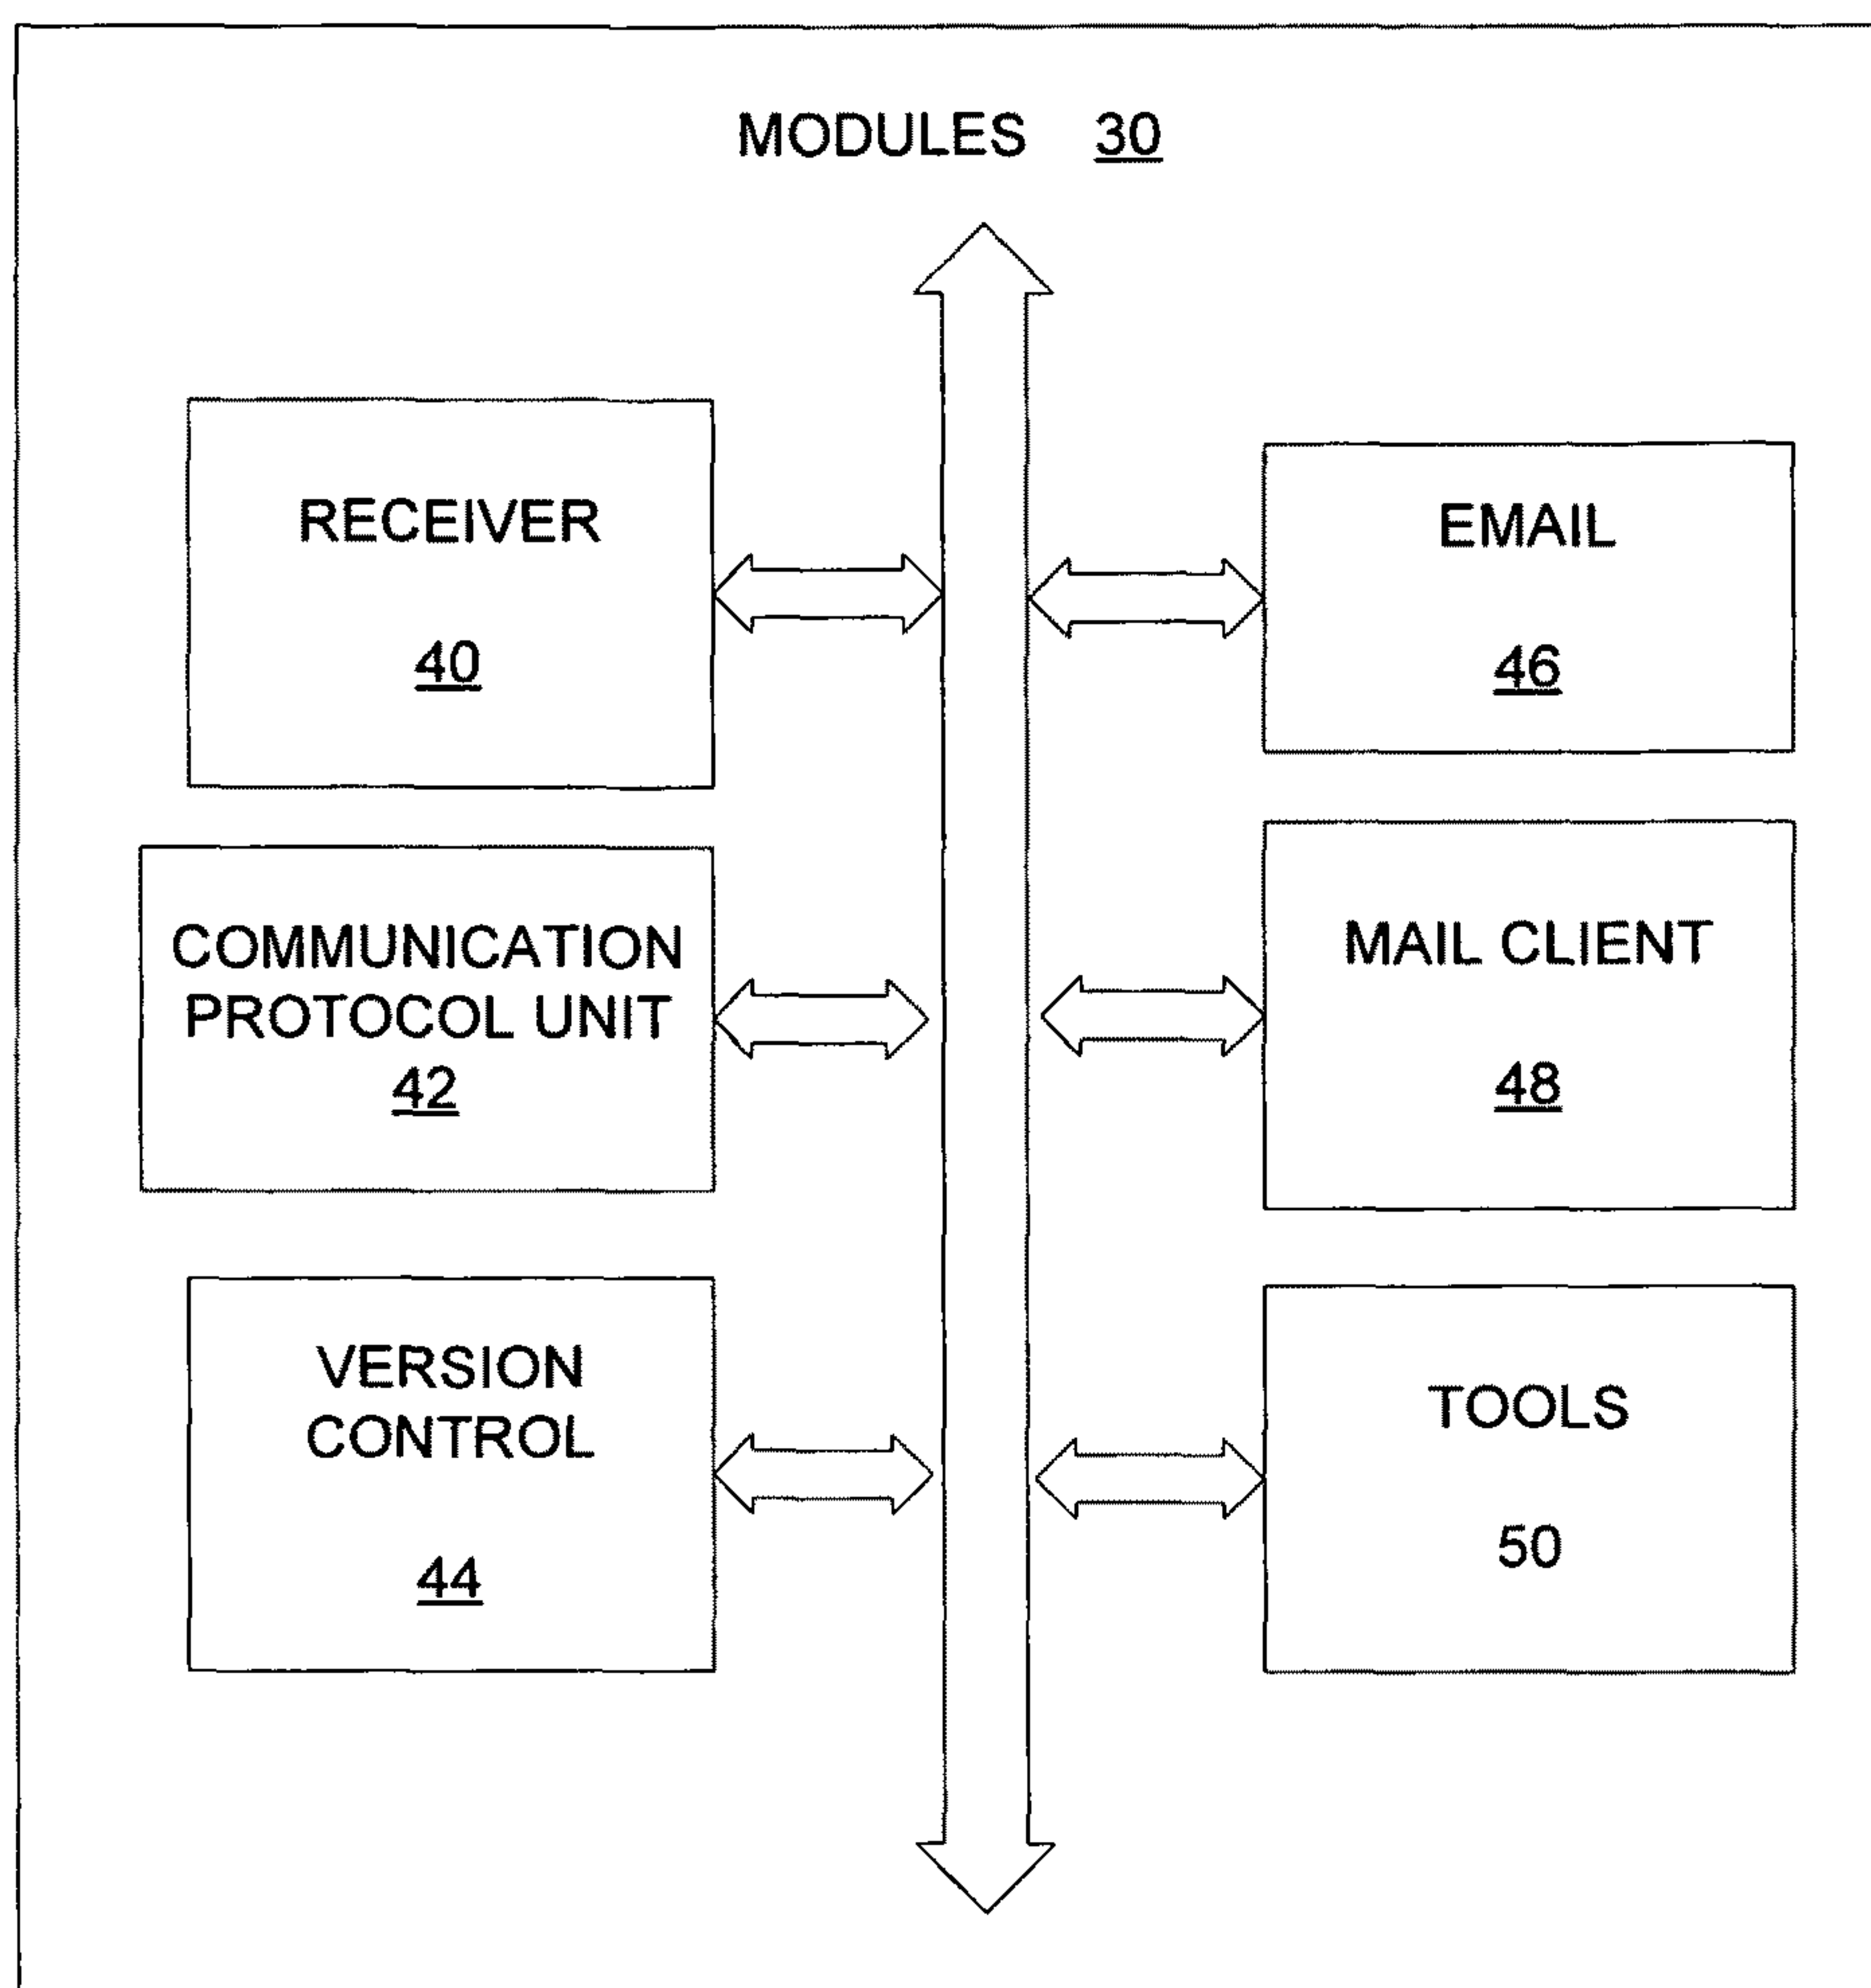 MODULES 30
RECEIVER
40
COMMUNICATION
PROTOCOL UNIT
42
VERSION
CONTROL
44
EMAIL
46
MAIL CLIENT
48
TOOLS
50